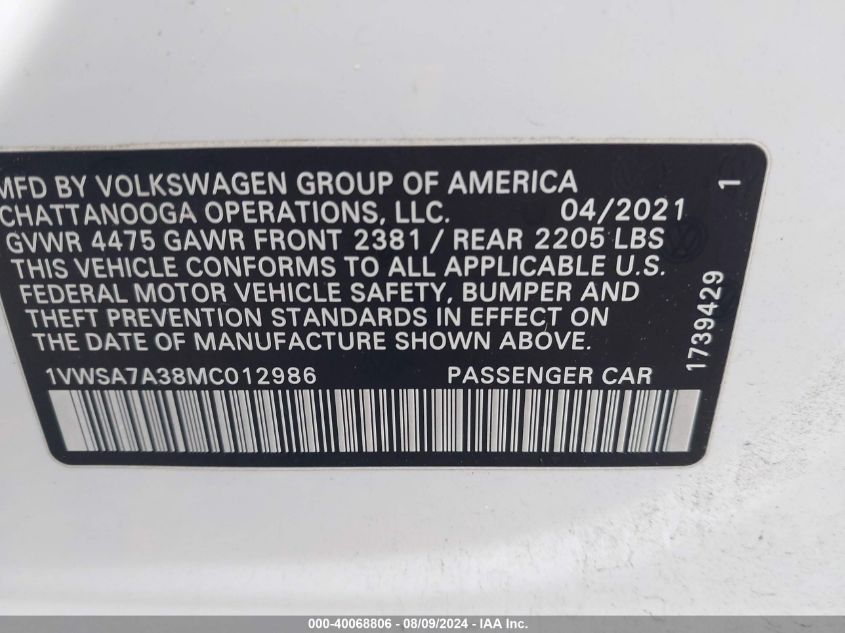 MFD BY VOLKSWAGEN GROUP OF AMERICA
CHATTANOOGA OPERATIONS, LLC. 04/2021
GVWR 4475 GAWR FRONT 2381 / REAR 2205 LBS
THIS VEHICLE CONFORMS TO ALL APPLICABLE U.S.
FEDERAL MOTOR VEHICLE SAFETY, BUMPER AND
THEFT PREVENTION STANDARDS IN EFFECT ON
THE DATE OF MANUFACTURE SHOWN ABOVE.
1VWSA7A38MC012986 PASSENGER CAR
1739429 1
000-40068806 - 08/09/2024 - IAA Inc.